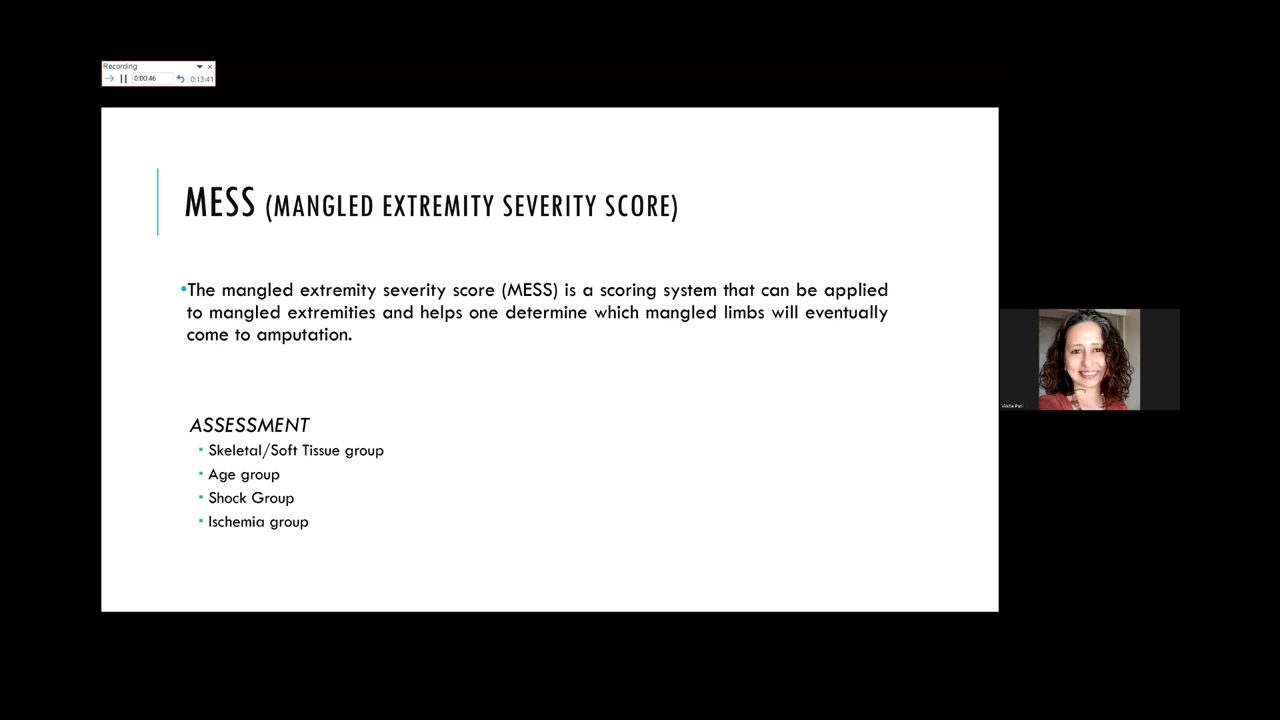 Recording
0:00:46
0:13:41
MESS (MANGLED EXTREMITY SEVERITY SCORE)
•The mangled extremity severity score (MESS) is a scoring system that can be applied
to mangled extremities and helps one determine which mangled limbs will eventually
come to amputation.
ASSESSMENT
▪ Skeletal/Soft Tissue group
▪ Age group
▪ Shock Group
▪ Ischemia group